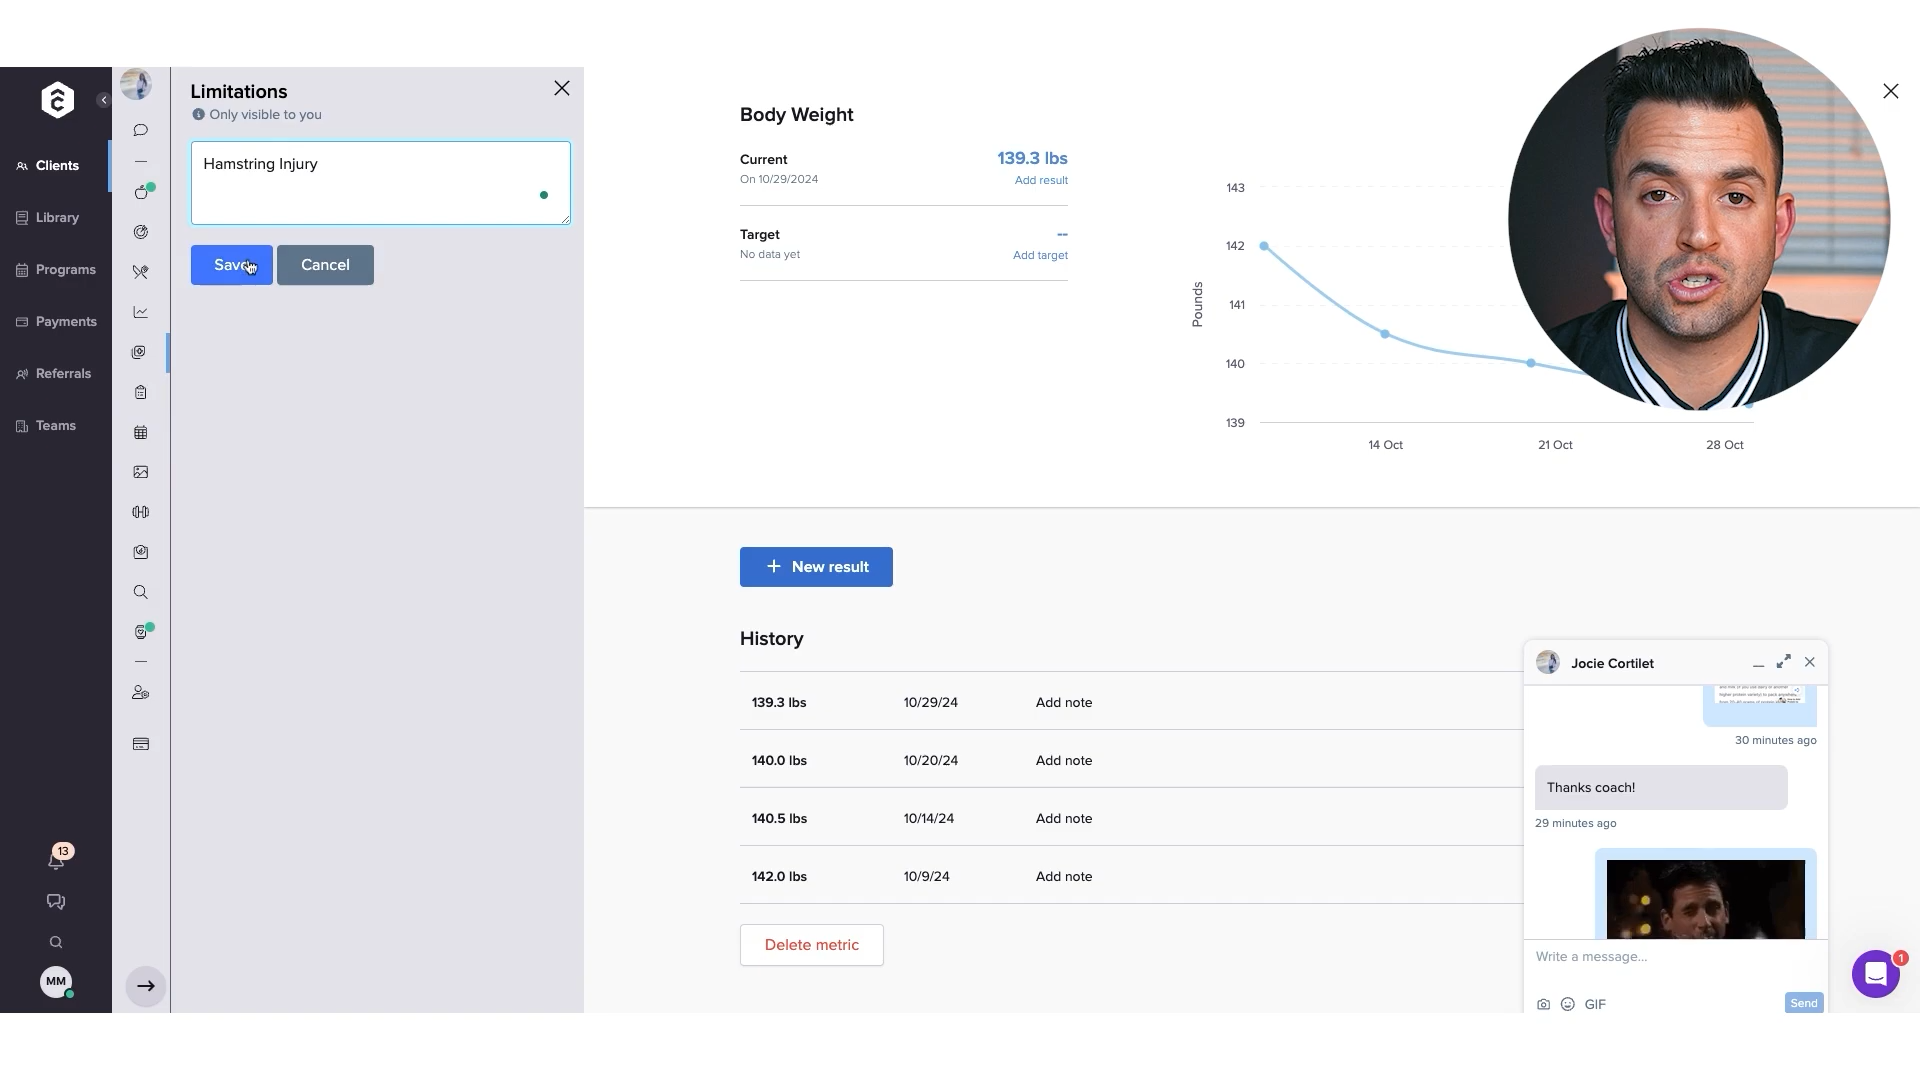 Clients
Library
Programs
Payments
Referrals
Teams
13
MM
Limitations
Only visible to you
Hamstring Injury
Save
Cancel
Body Weight
Current
139.3 lbs
On 10/29/2024
Add result
Target
--
No data yet
Add target
Pounds
143
142
141
140
139
14 Oct
21 Oct
28 Oct
+ New result
History
139.3 lbs 10/29/24 Add note
140.0 lbs 10/20/24 Add note
140.5 lbs 10/14/24 Add note
142.0 lbs 10/9/24 Add note
Delete metric
Jocie Cortilet
30 minutes ago
Thanks coach!
29 minutes ago
Write a message...
GIF
Send
1